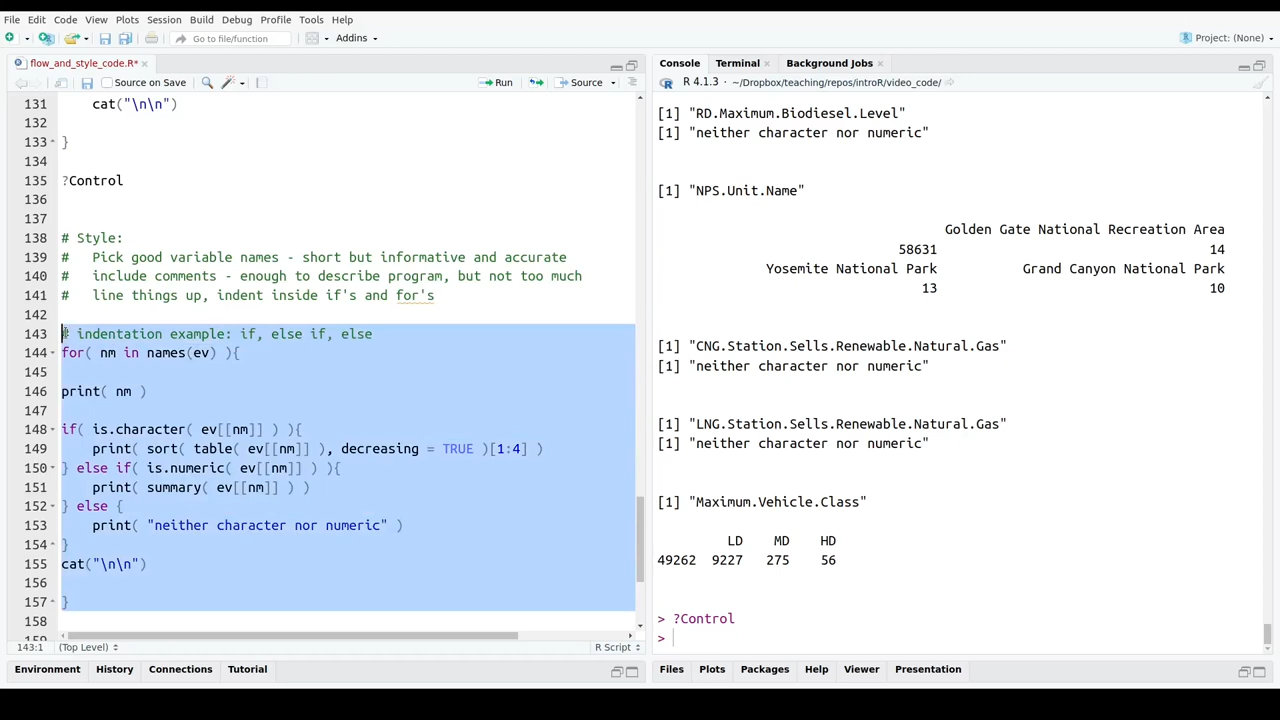 File Edit Code View Plots Session Build Debug Profile Tools Help
Go to file/function Addins Project: (None)
flow_and_style_code.R* Console Terminal Background Jobs
Source on Save Run Source R 4.1.3 · ~/Dropbox/teaching/repos/introR/video_code/
131 cat("\n\n")
132
133 }
134
135 ?Control
136
137
138 # Style:
139 # Pick good variable names - short but informative and accurate
140 # include comments - enough to describe program, but not too much
141 # line things up, indent inside if's and for's
142
143 # indentation example: if, else if, else
144 for( nm in names(ev) ){
145
146 print( nm )
147
148 if( is.character( ev[[nm]] ) ){
149 print( sort( table( ev[[nm]] ), decreasing = TRUE )[1:4] )
150 } else if( is.numeric( ev[[nm]] ) ){
151 print( summary( ev[[nm]] ) )
152 } else {
153 print( "neither character nor numeric" )
154 }
155 cat("\n\n")
156
157 }
158
159
143:1 (Top Level) R Script
Environment History Connections Tutorial
[1] "RD.Maximum.Biodiesel.Level"
[1] "neither character nor numeric"
[1] "NPS.Unit.Name"
Golden Gate National Recreation Area
58631 14
Yosemite National Park Grand Canyon National Park
13 10
[1] "CNG.Station.Sells.Renewable.Natural.Gas"
[1] "neither character nor numeric"
[1] "LNG.Station.Sells.Renewable.Natural.Gas"
[1] "neither character nor numeric"
[1] "Maximum.Vehicle.Class"
LD MD HD
49262 9227 275 56
> ?Control
>
Files Plots Packages Help Viewer Presentation